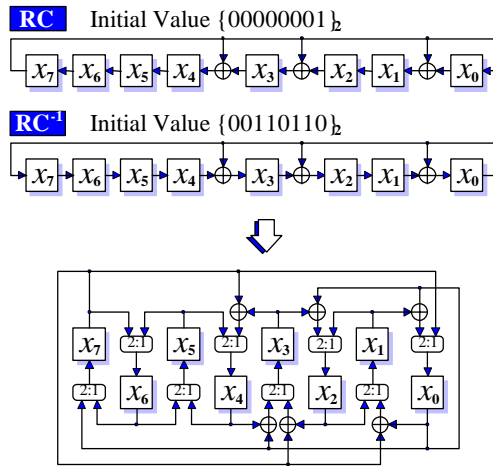 RC Initial Value {00000001}₂
x₇ x₆ x₅ x₄ x₃ x₂ x₁ x₀
RC⁻¹ Initial Value {00110110}₂
x₇ x₆ x₅ x₄ x₃ x₂ x₁ x₀
x₇ 2:1 x₅ 2:1 x₃ 2:1 x₁ 2:1
2:1 x₆ 2:1 x₄ 2:1 x₂ 2:1 x₀